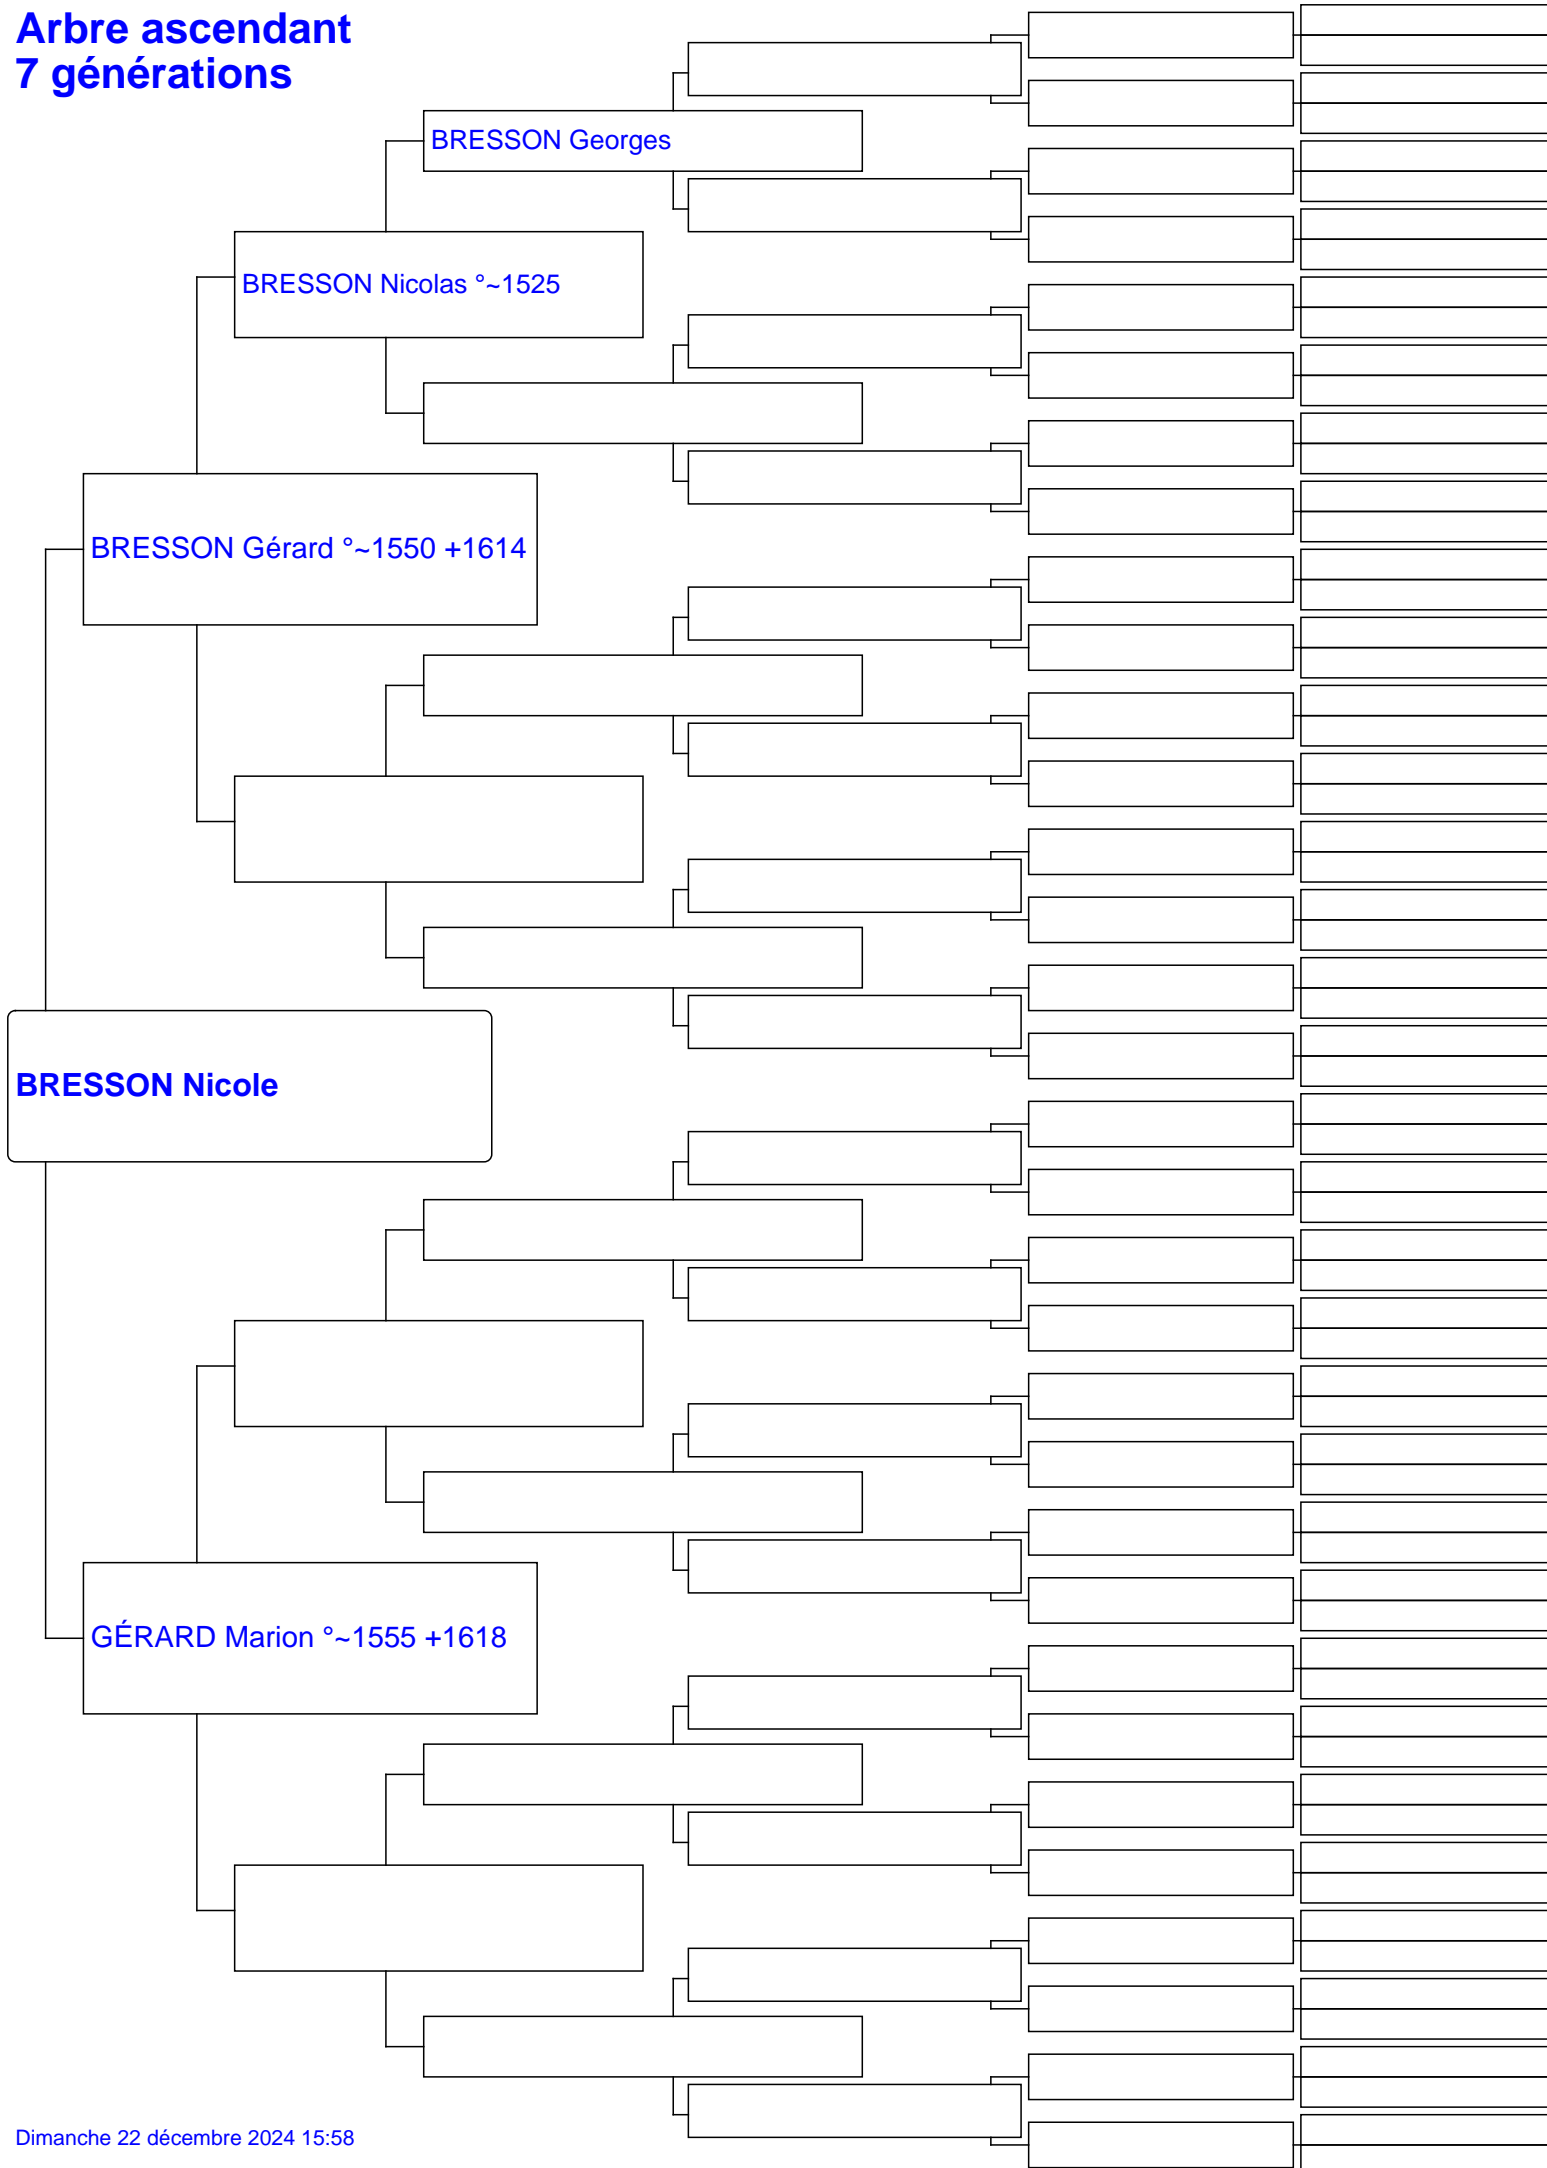 Arbre ascendant
7 générations
BRESSON Georges
BRESSON Nicolas °~1525
BRESSON Gérard °~1550 +1614
BRESSON Nicole
GÉRARD Marion °~1555 +1618
Dimanche 22 décembre 2024 15:58